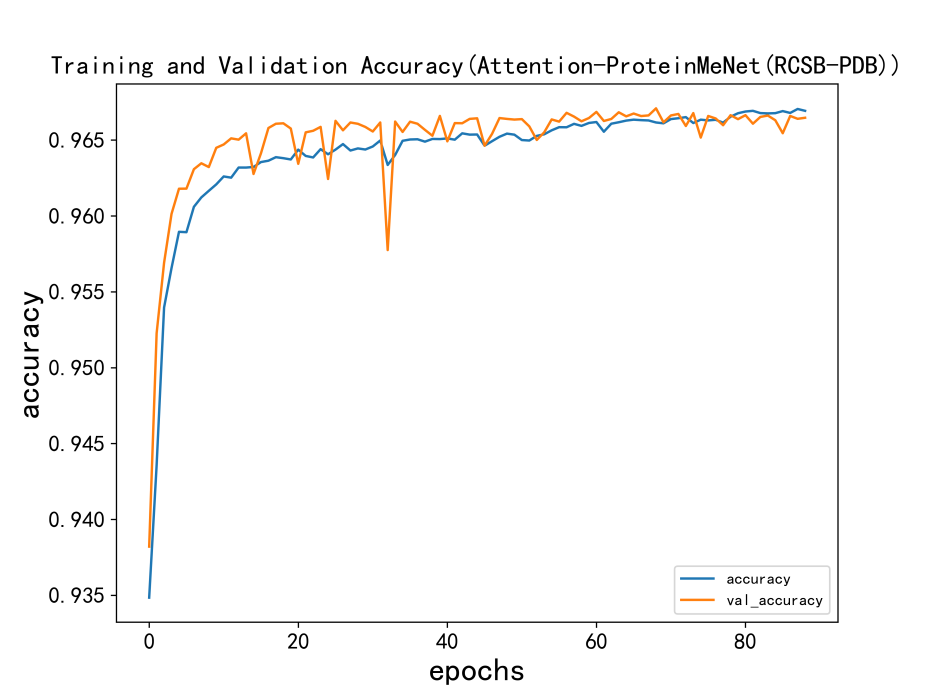 Training and Validation Accuracy(Attention-ProteinMeNet(RCSB-PDB))
accuracy
0.965
0.960
0.955
0.950
0.945
0.940
0.935
0 20 40 60 80
epochs
accuracy
val_accuracy